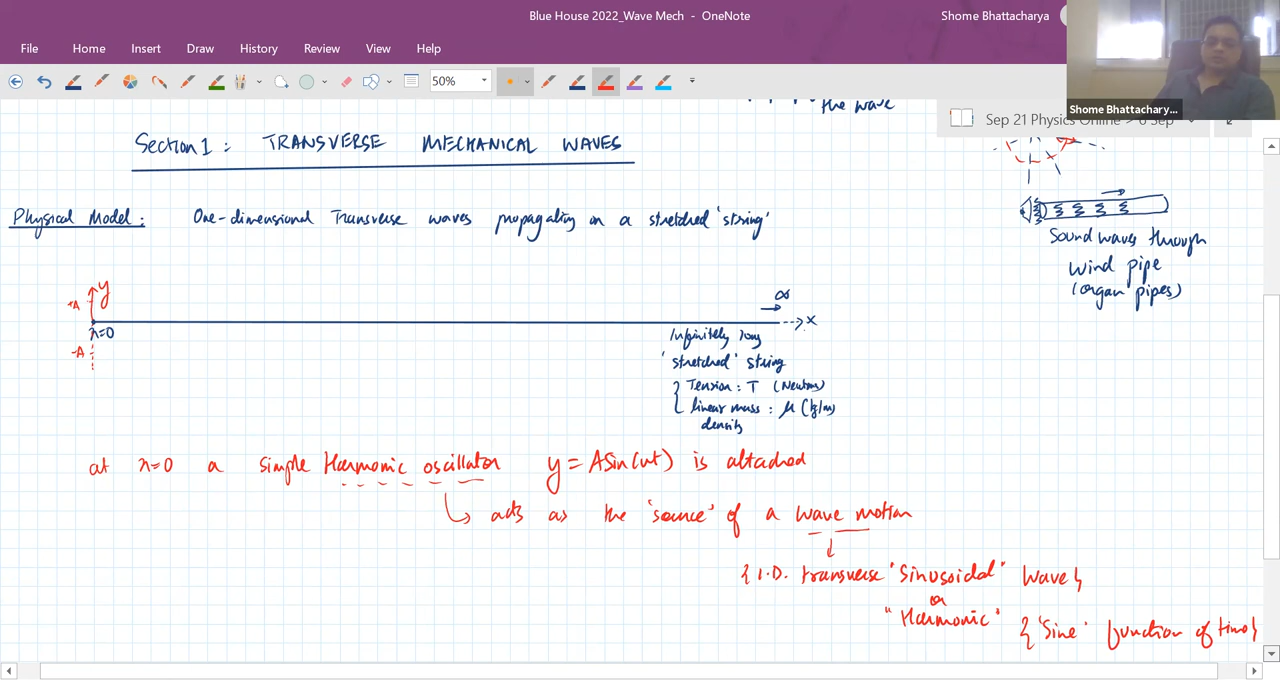 Blue House 2022_Wave Mech - OneNote
Shome Bhattacharya
File Home Insert Draw History Review View Help
50%
Shome Bhattachary...
Sep 21 Physics Online > 6 Sep
the wave
Section 1 : TRANSVERSE MECHANICAL WAVES
Physical Model : One-dimensional Transverse waves propagating on a stretched 'string'
Sound waves through
wind pipe
(organ pipes)
y
+A
x=0
-A
∞
x
Infinitely long
'stretched' string
{ Tension : T (Newtons)
linear mass : μ (kg/m)
density
at x=0 a simple Harmonic oscillator y = A Sin(ωt) is attached
↳ acts as the 'source' of a wave motion
↓
{ 1.D. transverse "Sinusoidal" wave }
or
"Harmonic" { 'Sine' function of time }